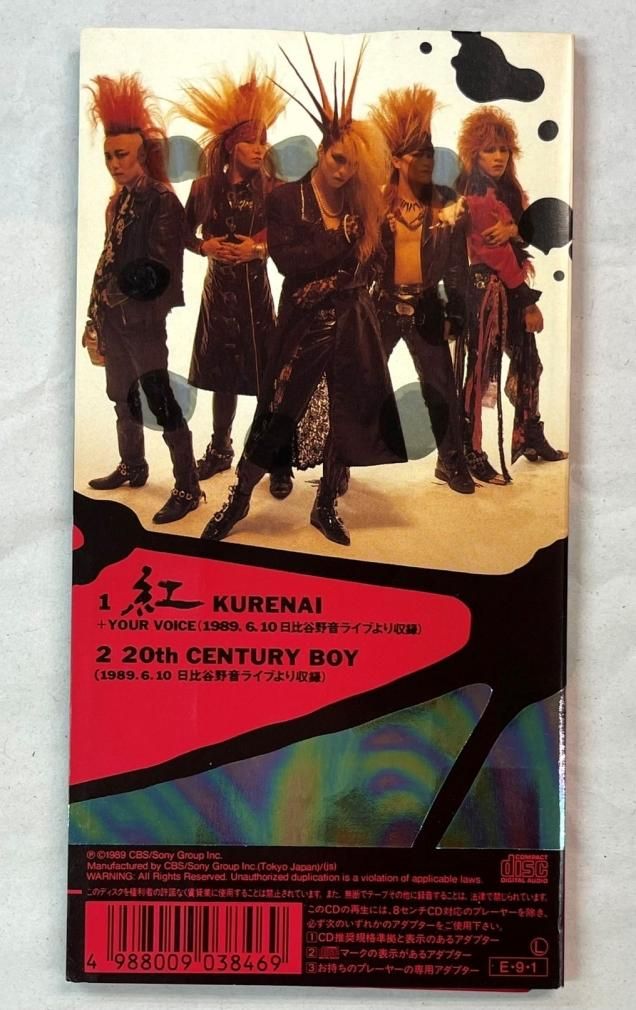 1 紅 KURENAI
+YOUR VOICE(1989.6.10日比谷野音ライブより収録)
2 20th CENTURY BOY
(1989.6.10 日比谷野音ライブより収録)
℗©1989 CBS/Sony Group Inc.
Manufactured by CBS/Sony Group Inc.(Tokyo Japan)/(js)
WARNING: All Rights Reserved. Unauthorized duplication is a violation of applicable laws.
COMPACT
disc
DIGITAL AUDIO
このディスクを権利者の許諾なく賃貸業に使用することは禁止されています。また、無断でテープその他に録音することは、法律で禁じられています。
このCDの再生には、8センチCD対応のプレーヤーを除き、
必ず次のいずれかのアダプターをご使用下さい。
1 CD推奨規格準拠と表示のあるアダプター
2 マークの表示があるアダプター
3 お持ちのプレーヤーの専用アダプター
4 988009 038469
L
E・9・1